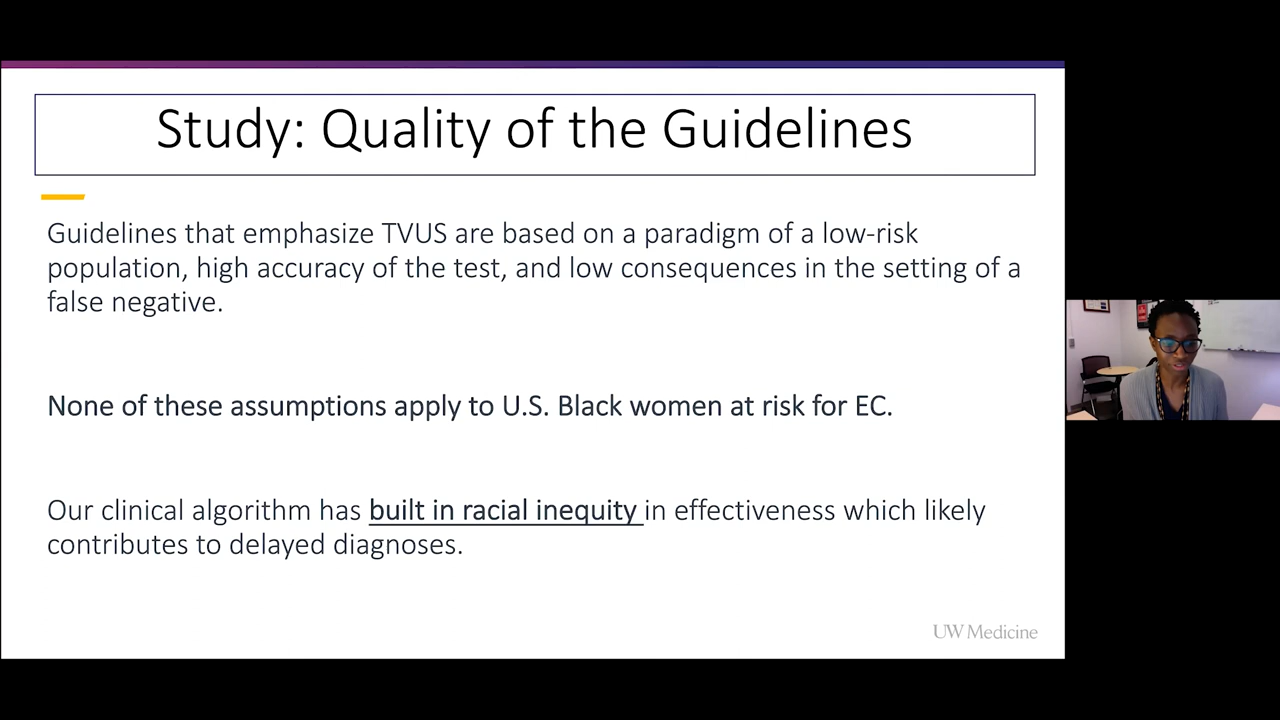 Study: Quality of the Guidelines
Guidelines that emphasize TVUS are based on a paradigm of a low-risk
population, high accuracy of the test, and low consequences in the setting of a
false negative.
None of these assumptions apply to U.S. Black women at risk for EC.
Our clinical algorithm has built in racial inequity in effectiveness which likely
contributes to delayed diagnoses.
UW Medicine